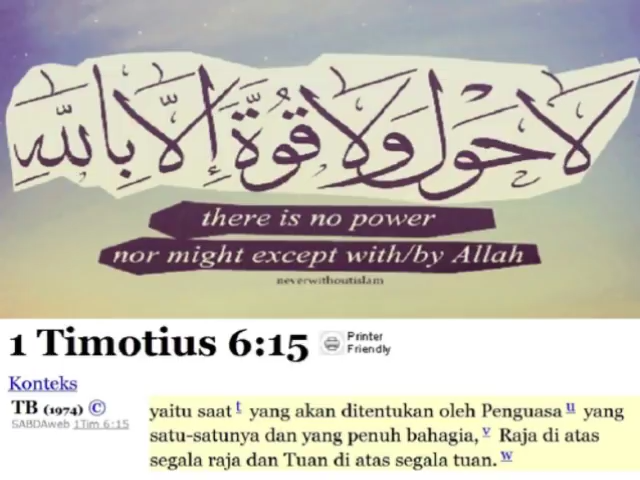 لا حول ولا قوة إلا بالله
there is no power
nor might except with/by Allah
neverwithoutislam
1 Timotius 6:15
Printer
Friendly
Konteks
TB (1974) ©
SABDAweb 1Tim 6:15
yaitu saat t yang akan ditentukan oleh Penguasa u yang
satu-satunya dan yang penuh bahagia, v Raja di atas
segala raja dan Tuan di atas segala tuan. w